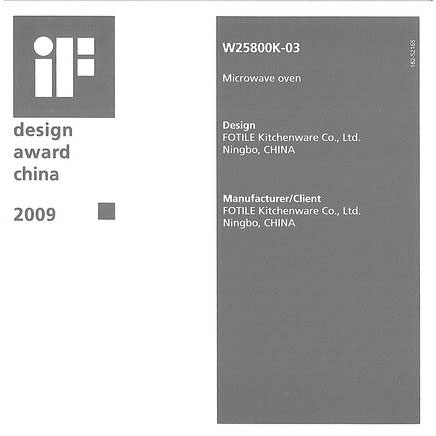 iF
design
award
china
2009
W25800K-03
Microwave oven
Design
FOTILE Kitchenware Co., Ltd.
Ningbo, CHINA
Manufacturer/Client
FOTILE Kitchenware Co., Ltd.
Ningbo, CHINA
182-52165